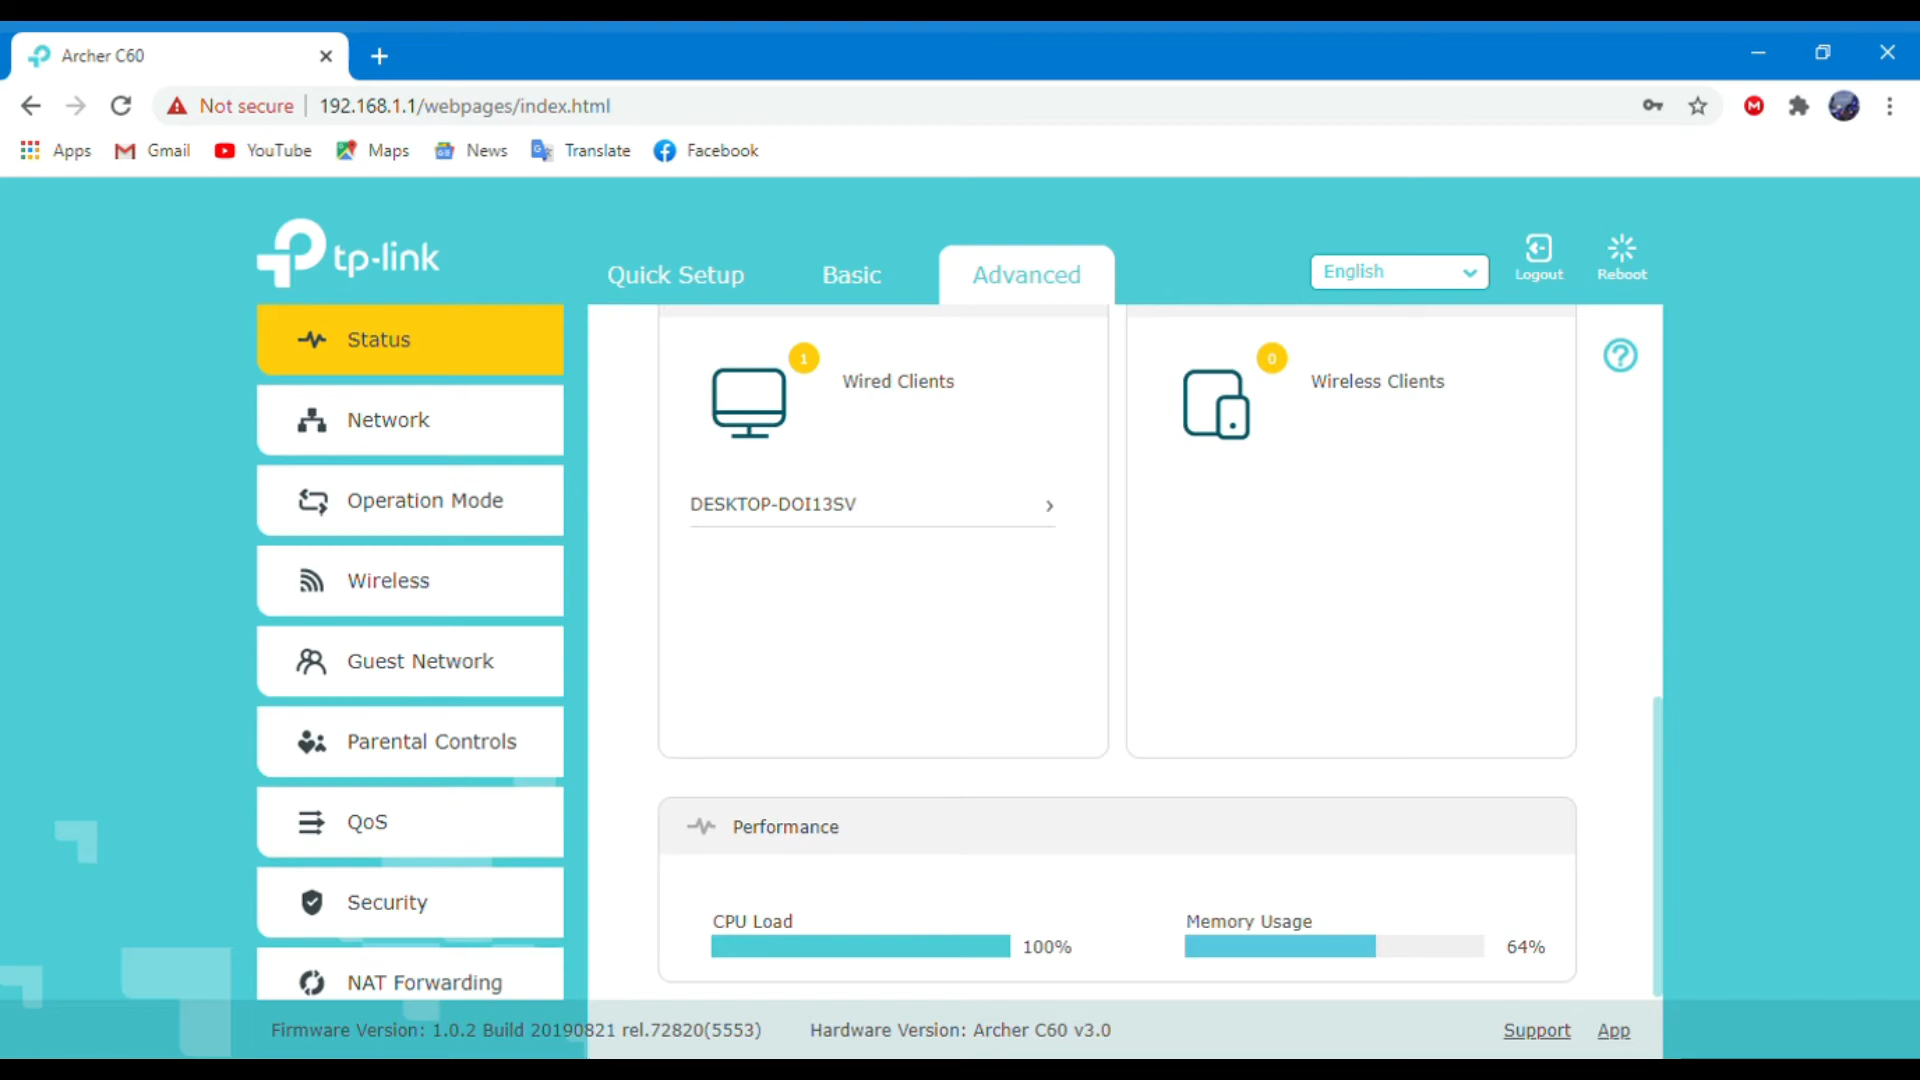 Archer C60
Not secure 192.168.1.1/webpages/index.html
Apps Gmail YouTube Maps News Translate Facebook
tp-link
Quick Setup Basic Advanced English Logout Reboot
Status
Network
Operation Mode
Wireless
Guest Network
Parental Controls
QoS
Security
NAT Forwarding
1
Wired Clients
DESKTOP-DOI13SV
0
Wireless Clients
Performance
CPU Load
100%
Memory Usage
64%
Firmware Version: 1.0.2 Build 20190821 rel.72820(5553) Hardware Version: Archer C60 v3.0 Support App